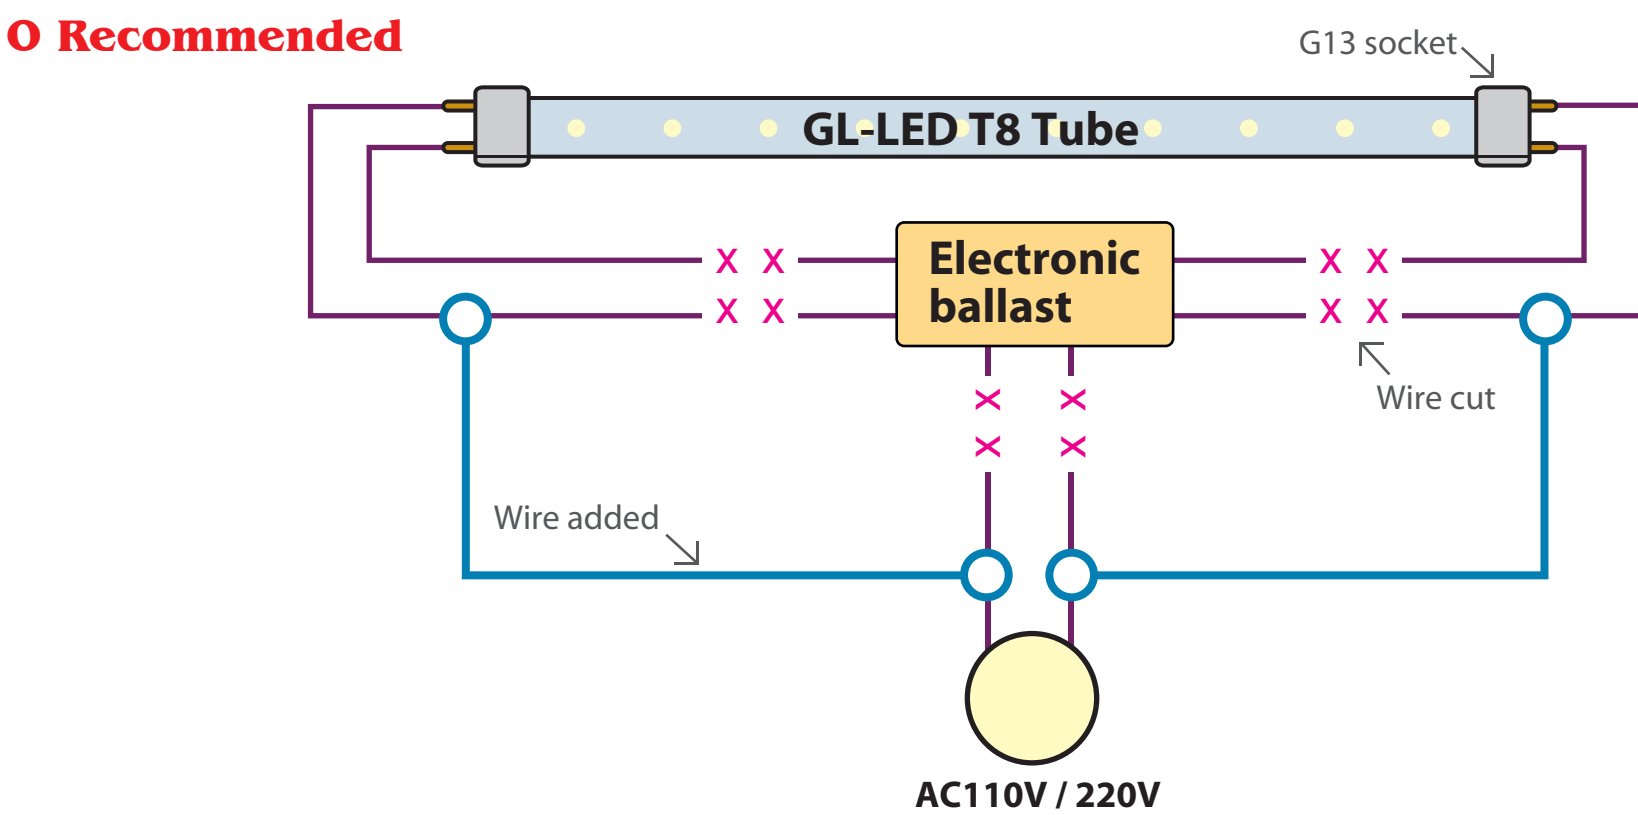 O Recommended
G13 socket
GL-LED T8 Tube
Electronic
ballast
X X
X X
X X
X X
Wire cut
X X
X X
Wire added
AC110V / 220V